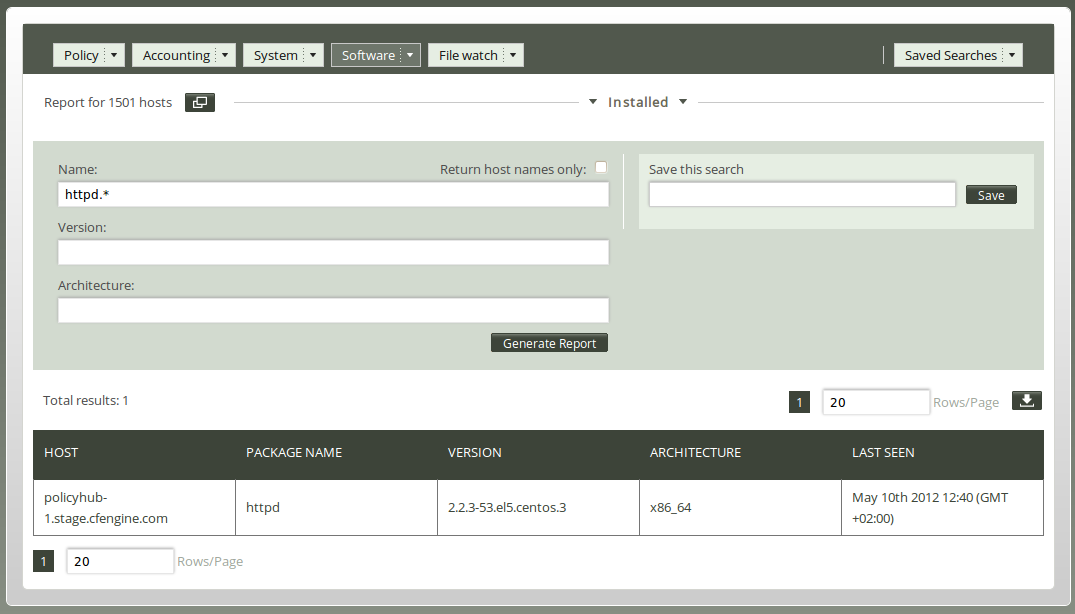 Policy Accounting System Software File watch Saved Searches
Report for 1501 hosts Installed
Name: Return host names only: Save this search
httpd.* Save
Version:
Architecture:
Generate Report
Total results: 1 1 20 Rows/Page
HOST PACKAGE NAME VERSION ARCHITECTURE LAST SEEN
policyhub-
1.stage.cfengine.com httpd 2.2.3-53.el5.centos.3 x86_64 May 10th 2012 12:40 (GMT
+02:00)
1 20 Rows/Page